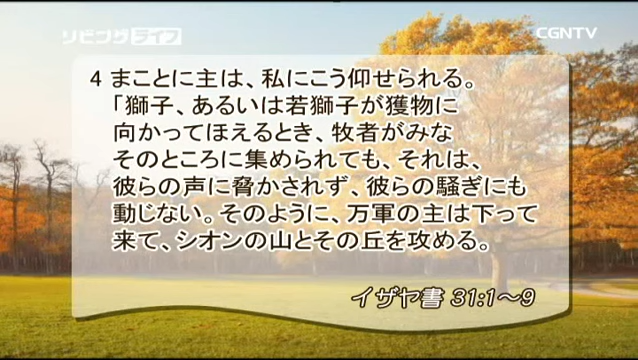 リビングライフ
CGNTV
4 まことに主は、私にこう仰せられる。
「獅子、あるいは若獅子が獲物に
向かってほえるとき、牧者がみな
そのところに集められても、それは、
彼らの声に脅かされず、彼らの騒ぎにも
動じない。そのように、万軍の主は下って
来て、シオンの山とその丘を攻める。
イザヤ書 31:1～9